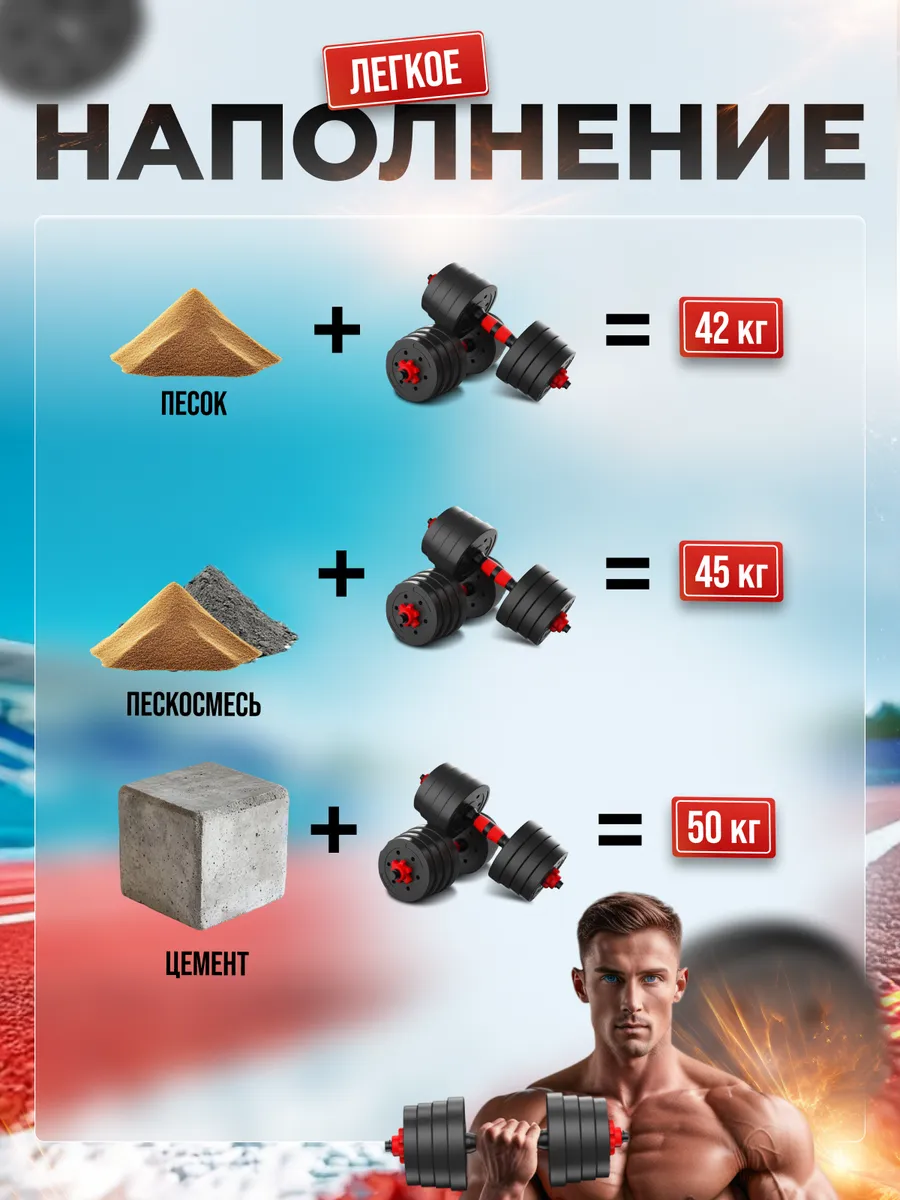 ЛЕГКОЕ
НАПОЛНЕНИЕ
+ = 42 кг
ПЕСОК
+ = 45 кг
ПЕСКОСМЕСЬ
+ = 50 кг
ЦЕМЕНТ